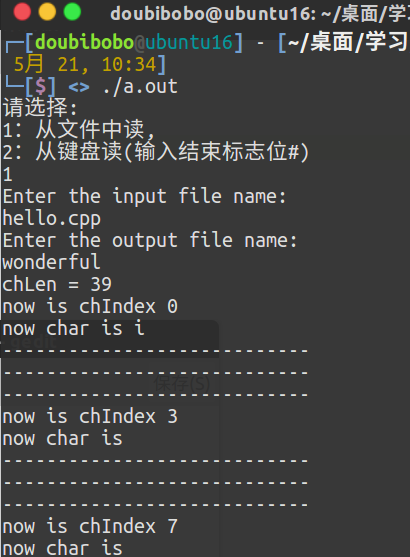 doubibobo@ubuntu16: ~/桌面/学习
┌─[doubibobo@ubuntu16] - [~/桌面/学习
 5月 21, 10:34]
└─[$] <> ./a.out
请选择:
1: 从文件中读,
2: 从键盘读(输入结束标志位#)
1
Enter the input file name:
hello.cpp
Enter the output file name:
wonderful
chLen = 39
now is chIndex 0
now char is i
----------------------------
----------------------------
保存(S)
----------------------------
now is chIndex 3
now char is
----------------------------
----------------------------
----------------------------
now is chIndex 7
now char is